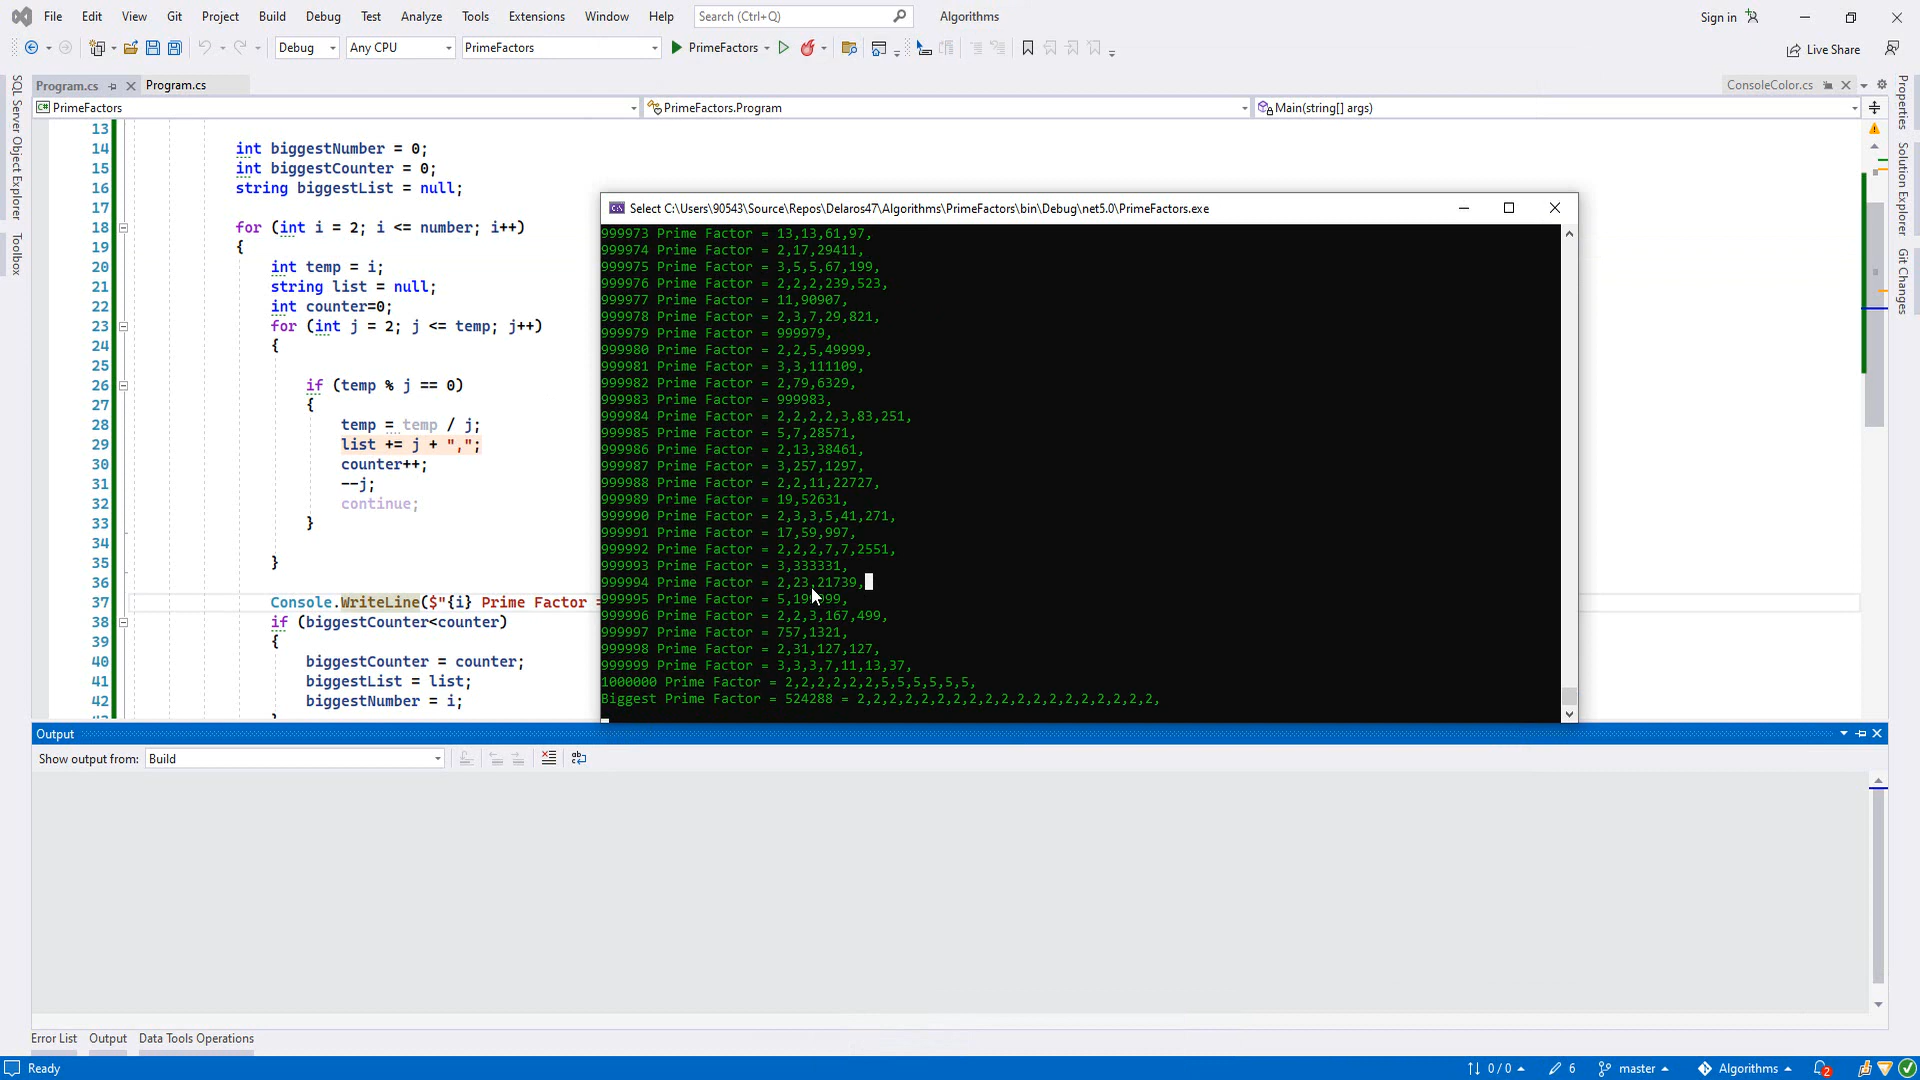 File Edit View Git Project Build Debug Test Analyze Tools Extensions Window Help Search (Ctrl+Q) Algorithms Sign in
Debug Any CPU PrimeFactors PrimeFactors Live Share
Program.cs Program.cs ConsoleColor.cs
PrimeFactors PrimeFactors.Program Main(string[] args)
SQL Server Object Explorer
Toolbox
Properties
Solution Explorer
Git Changes
13
14 int biggestNumber = 0;
15 int biggestCounter = 0;
16 string biggestList = null;
17
18 for (int i = 2; i <= number; i++)
19 {
20 int temp = i;
21 string list = null;
22 int counter=0;
23 for (int j = 2; j <= temp; j++)
24 {
25
26 if (temp % j == 0)
27 {
28 temp = temp / j;
29 list += j + ",";
30 counter++;
31 --j;
32 continue;
33 }
34
35 }
36
37 Console.WriteLine($"{i} Prime Factor =
38 if (biggestCounter<counter)
39 {
40 biggestCounter = counter;
41 biggestList = list;
42 biggestNumber = i;
Select C:\Users\90543\Source\Repos\Delaros47\Algorithms\PrimeFactors\bin\Debug\net5.0\PrimeFactors.exe
999973 Prime Factor = 13,13,61,97,
999974 Prime Factor = 2,17,29411,
999975 Prime Factor = 3,5,5,67,199,
999976 Prime Factor = 2,2,2,239,523,
999977 Prime Factor = 11,90907,
999978 Prime Factor = 2,3,7,29,821,
999979 Prime Factor = 999979,
999980 Prime Factor = 2,2,5,49999,
999981 Prime Factor = 3,3,111109,
999982 Prime Factor = 2,79,6329,
999983 Prime Factor = 999983,
999984 Prime Factor = 2,2,2,2,3,83,251,
999985 Prime Factor = 5,7,28571,
999986 Prime Factor = 2,13,38461,
999987 Prime Factor = 3,257,1297,
999988 Prime Factor = 2,2,11,22727,
999989 Prime Factor = 19,52631,
999990 Prime Factor = 2,3,3,5,41,271,
999991 Prime Factor = 17,59,997,
999992 Prime Factor = 2,2,2,7,7,2551,
999993 Prime Factor = 3,333331,
999994 Prime Factor = 2,23,21739,
999995 Prime Factor = 5,199999,
999996 Prime Factor = 2,2,3,167,499,
999997 Prime Factor = 757,1321,
999998 Prime Factor = 2,31,127,127,
999999 Prime Factor = 3,3,3,7,11,13,37,
1000000 Prime Factor = 2,2,2,2,2,2,5,5,5,5,5,5,
Biggest Prime Factor = 524288 = 2,2,2,2,2,2,2,2,2,2,2,2,2,2,2,2,2,2,2,
Output
Show output from: Build
Error List Output Data Tools Operations
Ready 0 / 0 6 master Algorithms 2